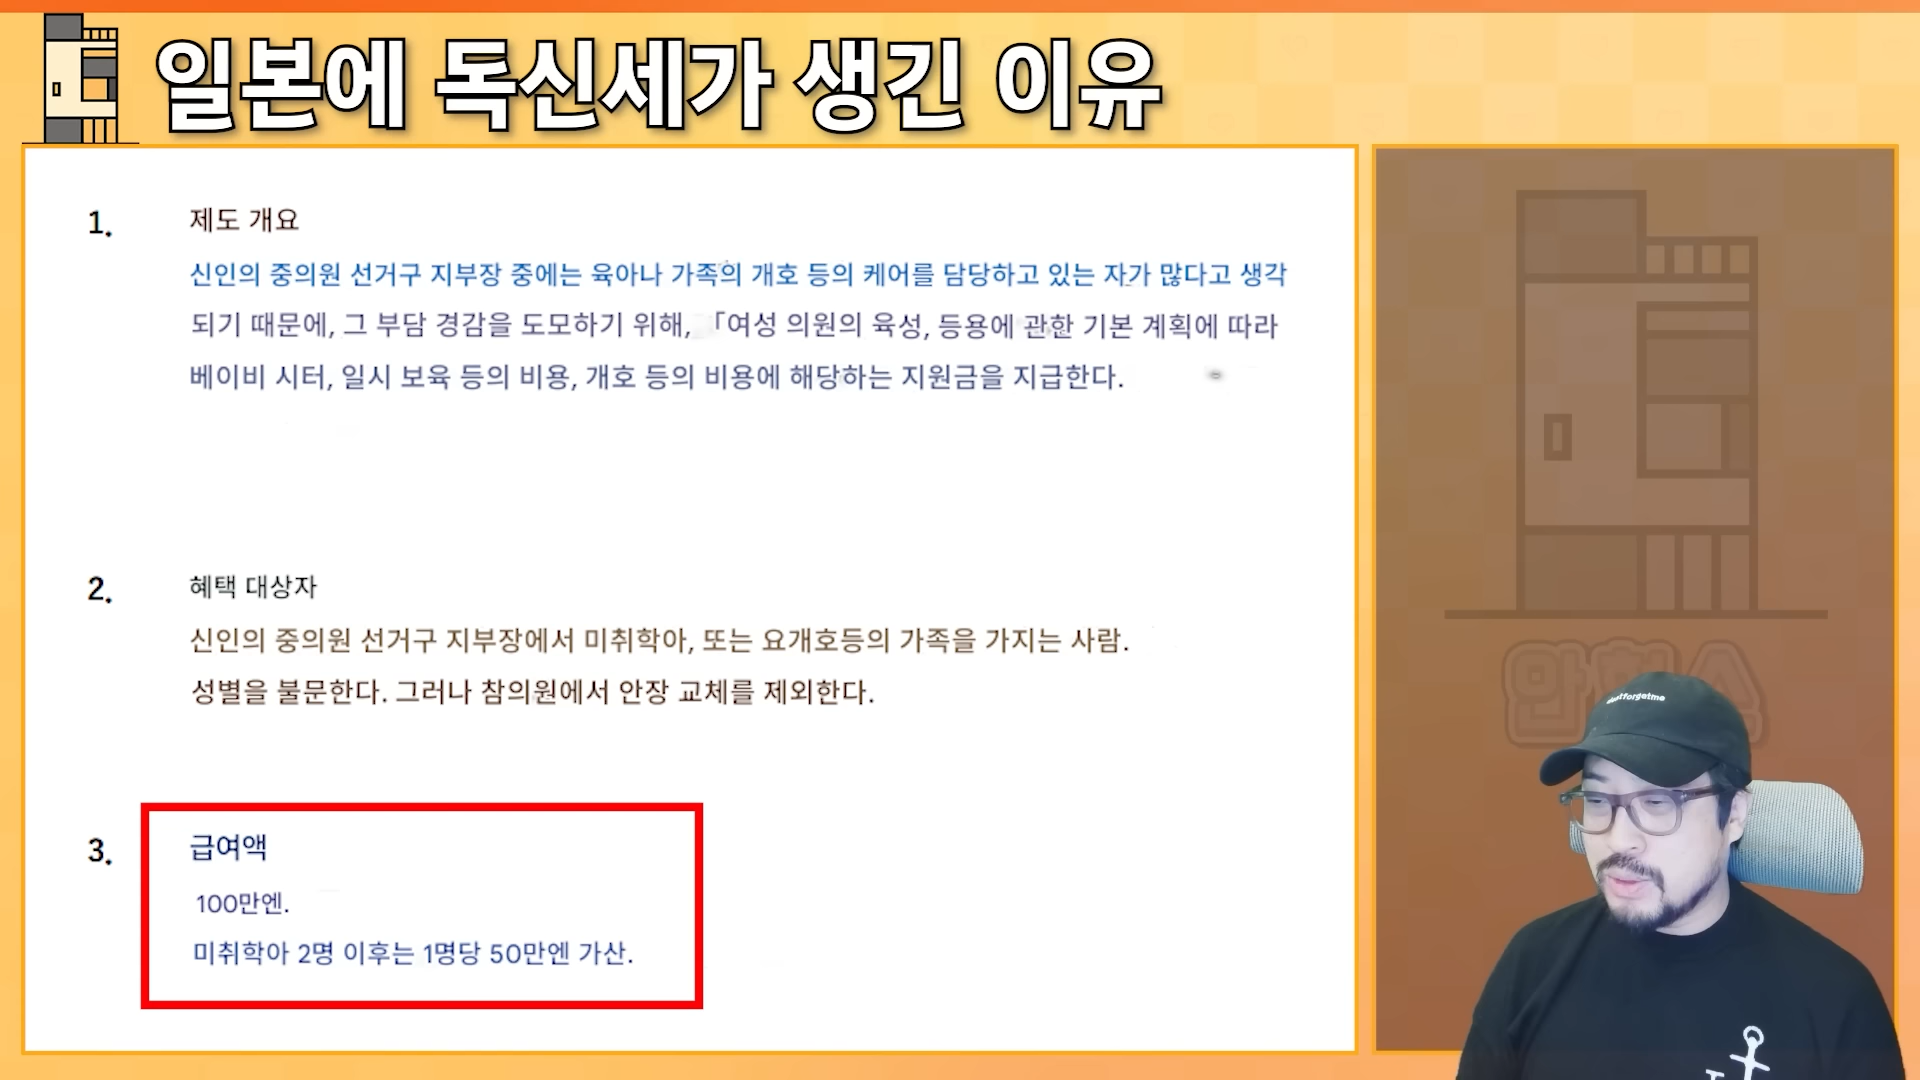 일본에 독신세가 생긴 이유
1. 제도 개요
신인의 중의원 선거구 지부장 중에는 육아나 가족의 개호 등의 케어를 담당하고 있는 자가 많다고 생각
되기 때문에, 그 부담 경감을 도모하기 위해, 「여성 의원의 육성, 등용에 관한 기본 계획에 따라
베이비 시터, 일시 보육 등의 비용, 개호 등의 비용에 해당하는 지원금을 지급한다.
2. 혜택 대상자
신인의 중의원 선거구 지부장에서 미취학아, 또는 요개호등의 가족을 가지는 사람.
성별을 불문한다. 그러나 참의원에서 안장 교체를 제외한다.
3. 급여액
100만엔.
미취학아 2명 이후는 1명당 50만엔 가산.